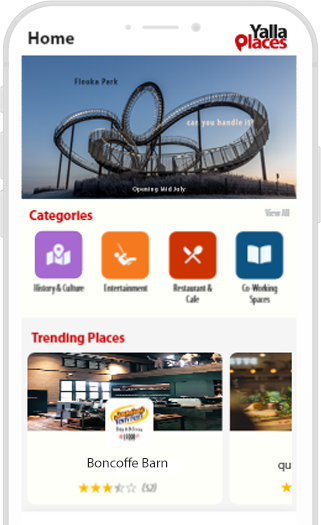 Home
Yalla
Places
Flouka Park
can you handle it?
Opening Mid July
Categories
View All
History & Culture
Entertainment
Restaurant &
Cafe
Co-Working
Spaces
Trending Places
Boncoffe Barn
qu
(52)